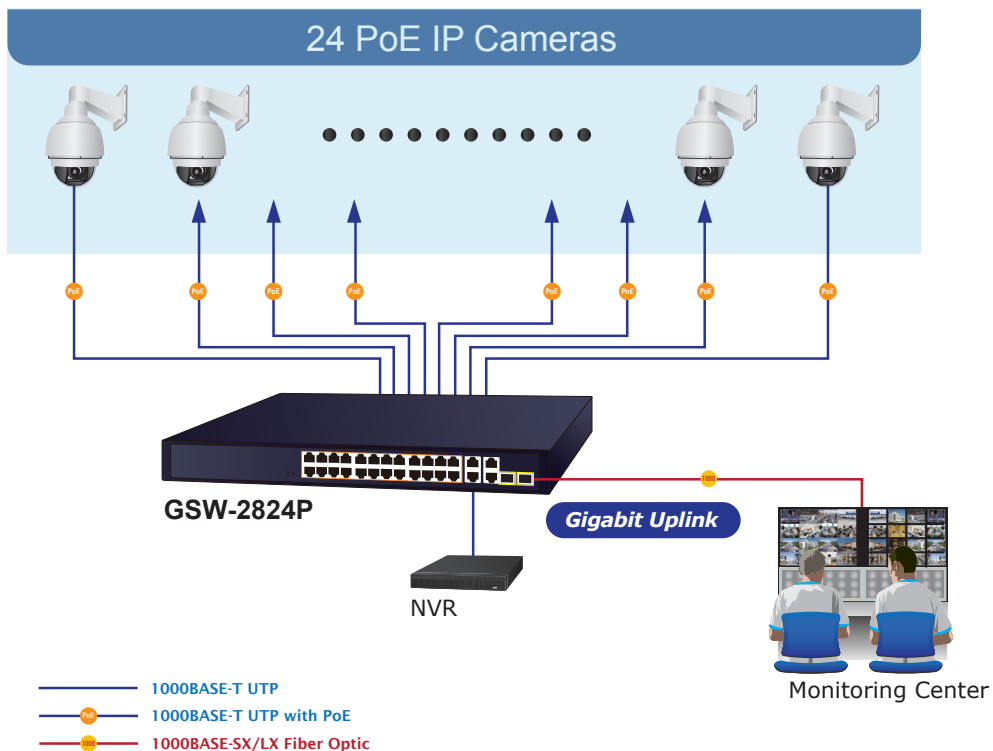 24 PoE IP Cameras
PoE PoE PoE PoE PoE PoE PoE PoE
GSW-2824P
1000
Gigabit Uplink
NVR
Monitoring Center
1000BASE-T UTP
PoE 1000BASE-T UTP with PoE
1000 1000BASE-SX/LX Fiber Optic